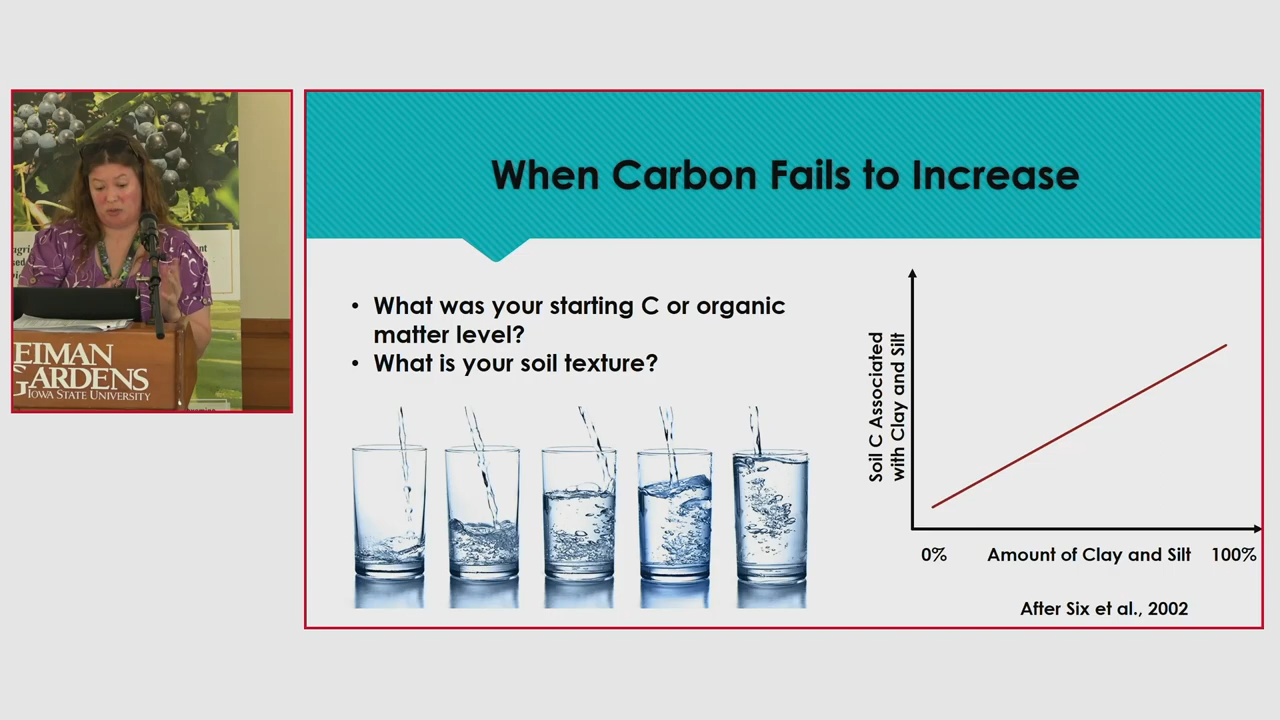 EIMAN
GARDENS
IOWA STATE UNIVERSITY
When Carbon Fails to Increase
• What was your starting C or organic
matter level?
• What is your soil texture?
Soil C Associated
with Clay and Silt
0% Amount of Clay and Silt 100%
After Six et al., 2002